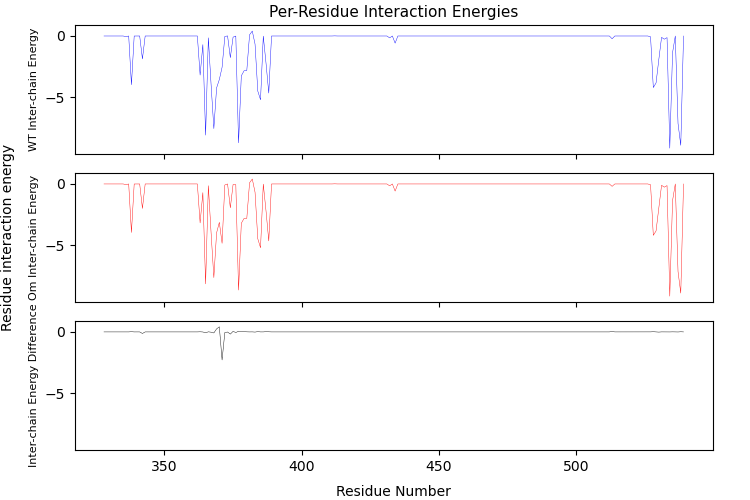 Per-Residue Interaction Energies
Residue interaction energy
WT Inter-chain Energy
0
−5
Om Inter-chain Energy
0
−5
Inter-chain Energy Difference
0
−5
350
400
450
500
Residue Number